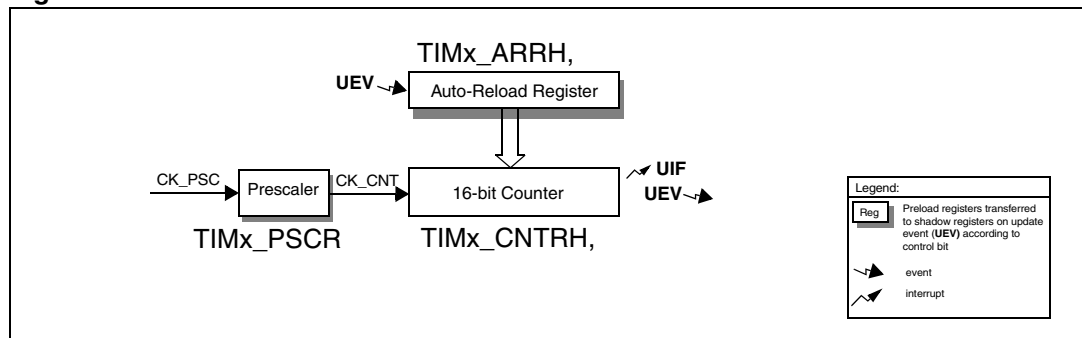 TIMx_ARRH,
UEV
Auto-Reload Register
CK_PSC
Prescaler
CK_CNT
16-bit Counter
UIF
UEV
TIMx_PSCR
TIMx_CNTRH,
Legend:
Reg
Preload registers transferred
to shadow registers on update
event (UEV) according to
control bit
event
interrupt